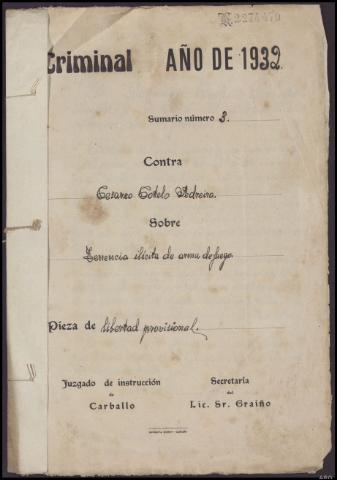 Criminal AÑO DE 1932.
Sumario número 3.
Contra
Cesareo Cotelo Pedreira.
Sobre
Tenencia ilícita de arma de fuego.
Pieza de libertad provisional.
Juzgado de instrucción
de
Carballo
Secretaría
del
Lic. Sr. Graiño